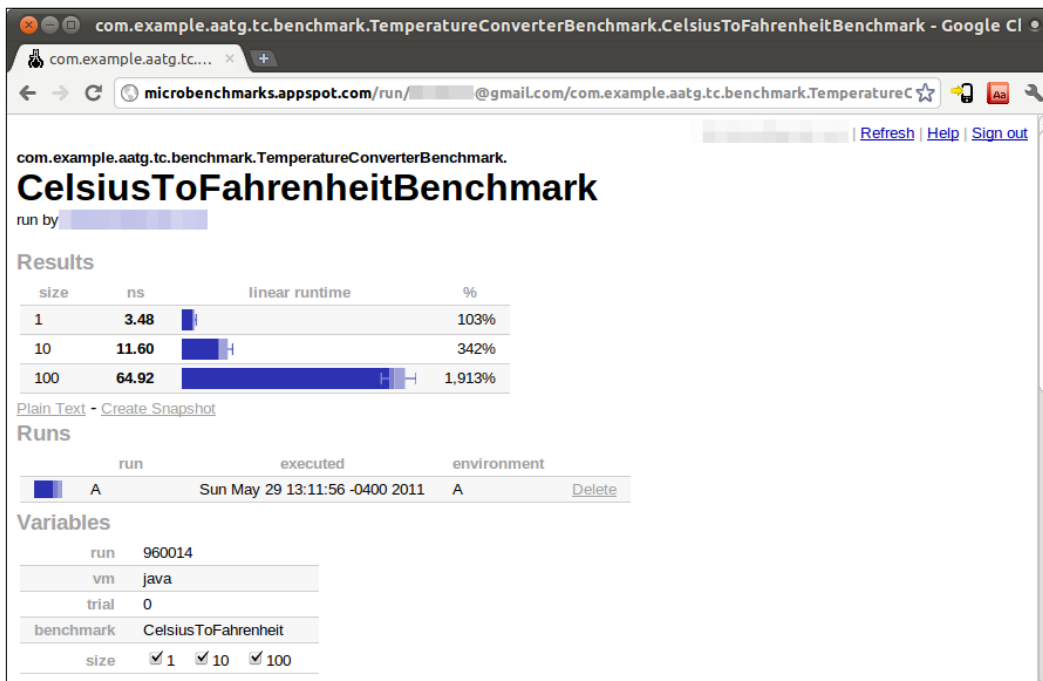 com.example.aatg.tc.benchmark.TemperatureConverterBenchmark.CelsiusToFahrenheitBenchmark - Google Cl
com.example.aatg.tc....
microbenchmarks.appspot.com/run/ @gmail.com/com.example.aatg.tc.benchmark.TemperatureC
Aa
| Refresh | Help | Sign out
com.example.aatg.tc.benchmark.TemperatureConverterBenchmark.
CelsiusToFahrenheitBenchmark
run by
Results
size ns linear runtime %
1 3.48 103%
10 11.60 342%
100 64.92 1,913%
Plain Text - Create Snapshot
Runs
run executed environment
A Sun May 29 13:11:56 -0400 2011 A Delete
Variables
run 960014
vm java
trial 0
benchmark CelsiusToFahrenheit
size 1 10 100